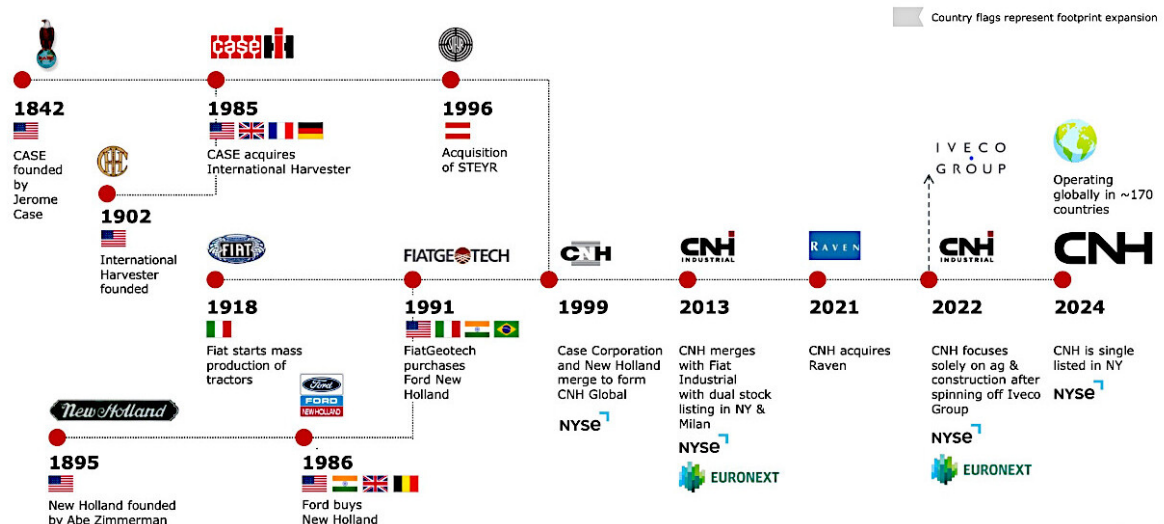 Country flags represent footprint expansion
CASE IH
1842
CASE
founded
by
Jerome
Case
1985
CASE acquires
International Harvester
1996
Acquisition
of STEYR
IHC
1902
International
Harvester
founded
IVECO
GROUP
Operating
globally in ~170
countries
FIAT
1918
Fiat starts mass
production of
tractors
FIATGEOTECH
1991
FiatGeotech
purchases
Ford New
Holland
CNH
1999
Case Corporation
and New Holland
merge to form
CNH Global
NYSE
CNH
INDUSTRIAL
2013
CNH merges
with Fiat
Industrial
with dual stock
listing in NY &
Milan
NYSE
EURONEXT
RAVEN
2021
CNH acquires
Raven
CNH
INDUSTRIAL
2022
CNH focuses
solely on ag &
construction after
spinning off Iveco
Group
NYSE
EURONEXT
CNH
2024
CNH is single
listed in NY
NYSE
New Holland
1895
New Holland founded
by Abe Zimmerman
Ford
FORD
NEW HOLLAND
1986
Ford buys
New Holland